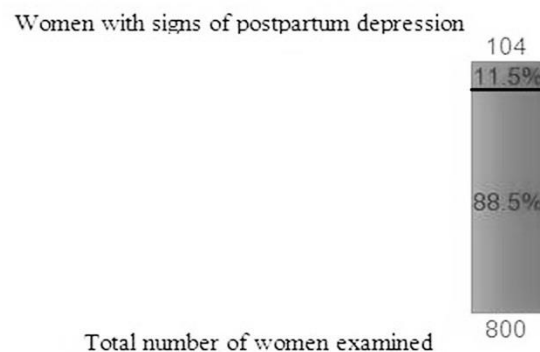 Women with signs of postpartum depression
104
11.5%
88.5%
800
Total number of women examined